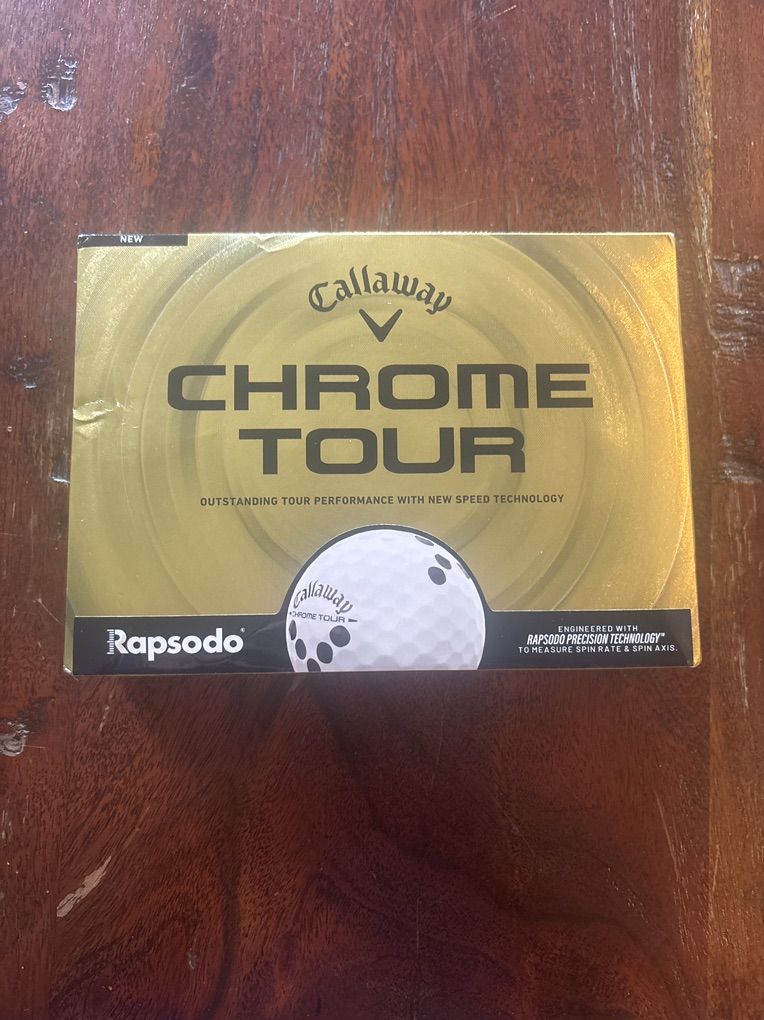 NEW
Callaway
CHROME
TOUR
OUTSTANDING TOUR PERFORMANCE WITH NEW SPEED TECHNOLOGY
Callaway
CHROME TOUR
Rapsodo®
ENGINEERED WITH
RAPSODO PRECISION TECHNOLOGY™
TO MEASURE SPIN RATE & SPIN AXIS.